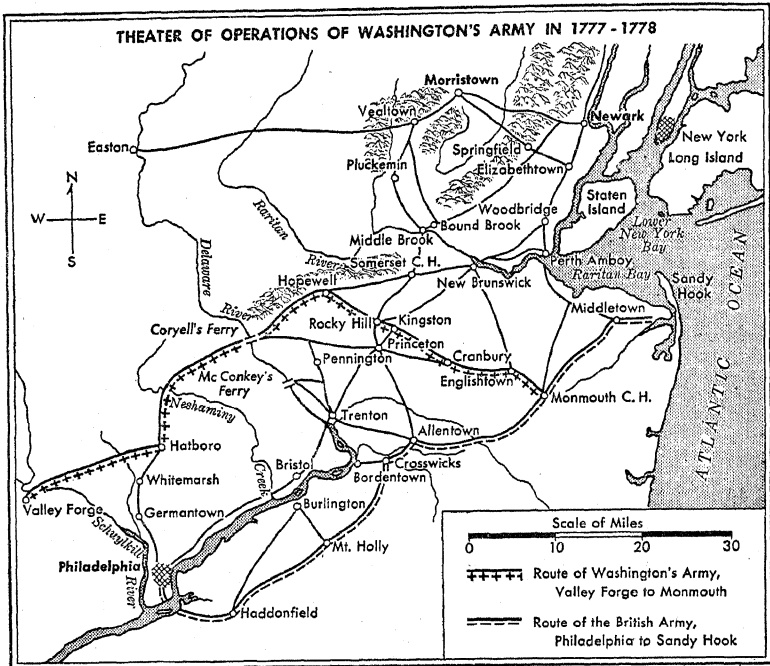 THEATER OF OPERATIONS OF WASHINGTON'S ARMY IN 1777-1778
Morristown
Vealtown
Newark
Easton
New York
Long Island
Springfield
Pluckemin
Elizabethtown
N
W
E
S
Staten
Island
Raritan
River
Woodbridge
Bound Brook
Lower
New York
Bay
Middle Brook
Somerset C.H.
Perth Amboy
Raritan Bay
Delaware
River
Hopewell
New Brunswick
Sandy
Hook
ATLANTIC OCEAN
Middletown
Coryell's Ferry
Rocky Hill
Kingston
Princeton
Pennington
Cranbury
Mc Conkey's
Ferry
Englishtown
Monmouth C.H.
Neshaminy
Creek
Trenton
Allentown
Hatboro
Bristol
Crosswicks
Bordentown
Whitemarsh
Valley Forge
Burlington
Germantown
Schuylkill
River
Mt. Holly
Philadelphia
Haddonfield
Scale of Miles
0 10 20 30
Route of Washington's Army,
Valley Forge to Monmouth
Route of the British Army,
Philadelphia to Sandy Hook